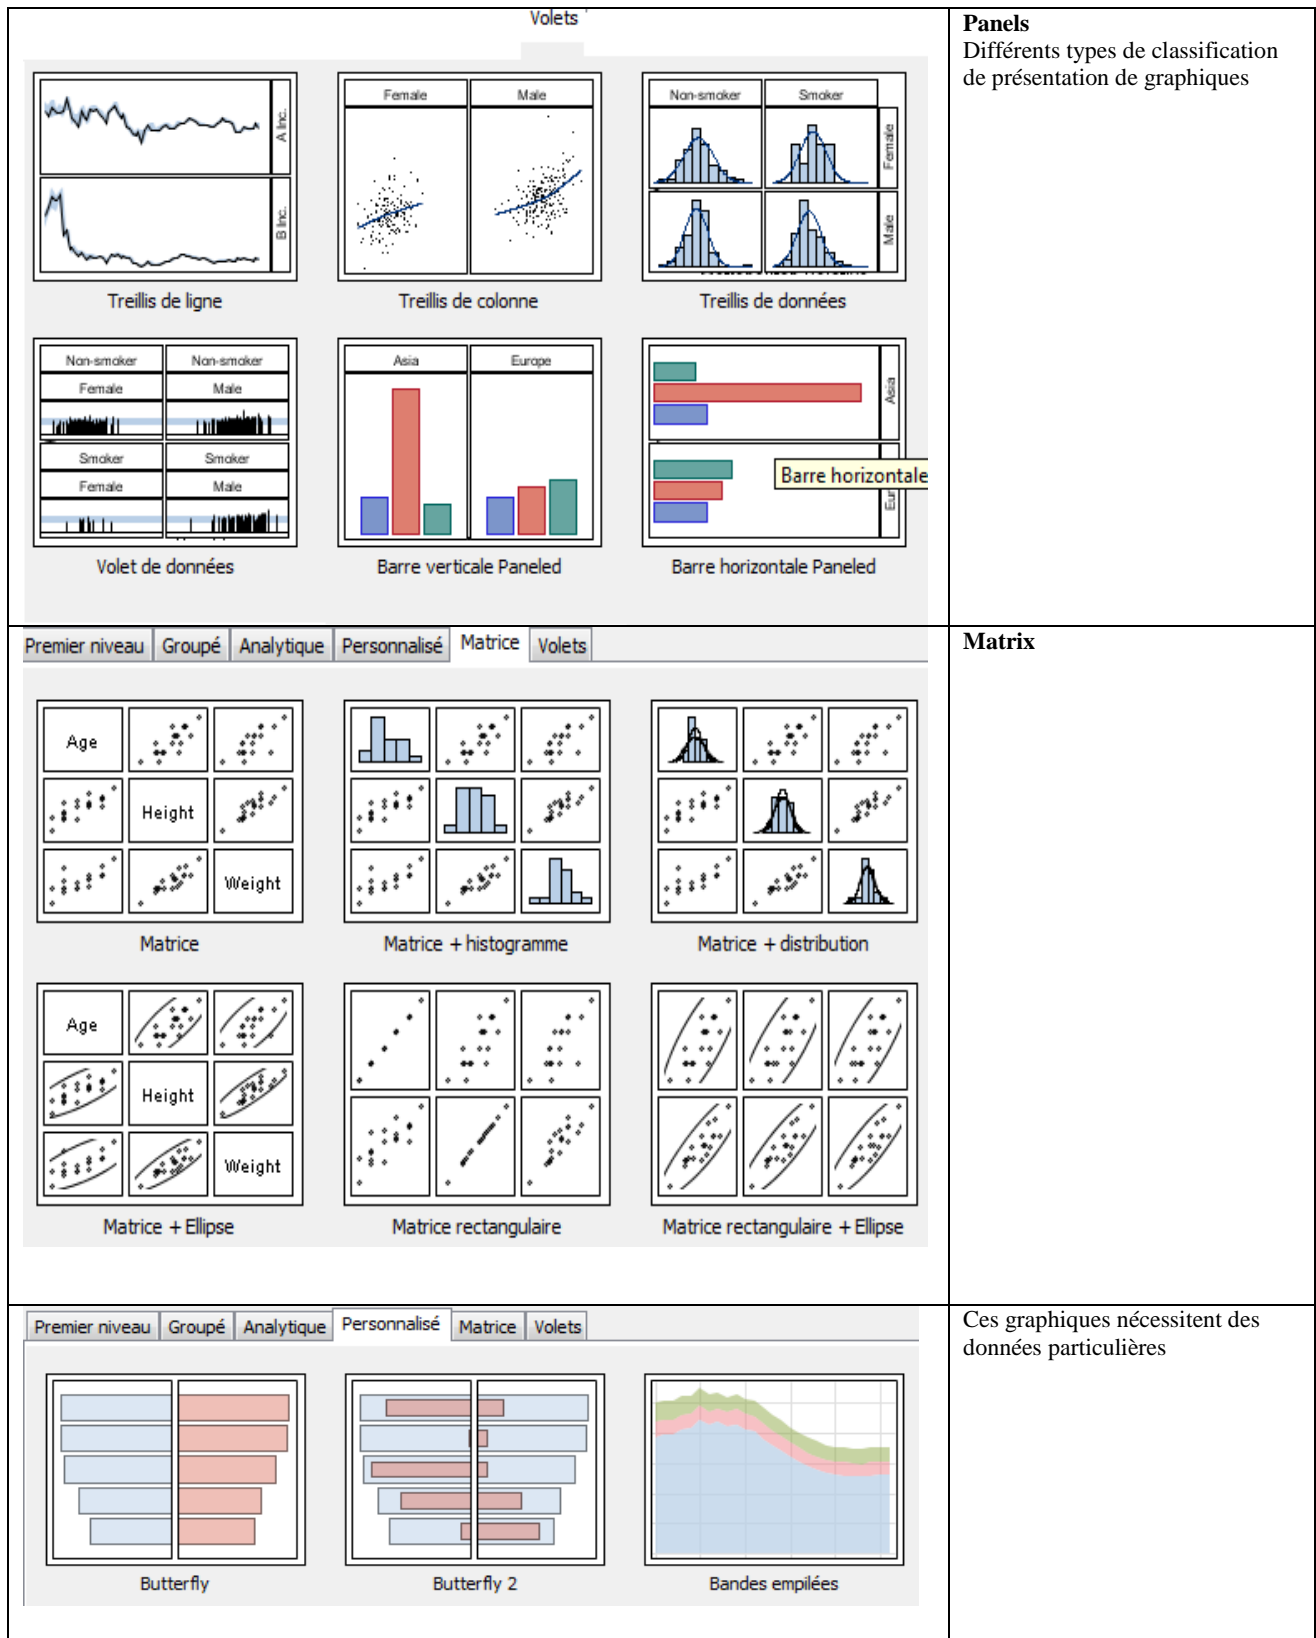 Volets
Panels
Différents types de classification
de présentation de graphiques
A Inc.
B Inc.
Treillis de ligne
Female
Male
Treillis de colonne
Non-smoker
Smoker
Female
Male
Treillis de données
Non-smoker
Non-smoker
Female
Male
Smoker
Smoker
Female
Male
Volet de données
Asia
Europe
Barre verticale Paneled
Asia
Eur
Barre horizontale
Barre horizontale Paneled
Premier niveau
Groupé
Analytique
Personnalisé
Matrice
Volets
Matrix
Age
Height
Weight
Matrice
Matrice + histogramme
Matrice + distribution
Age
Height
Weight
Matrice + Ellipse
Matrice rectangulaire
Matrice rectangulaire + Ellipse
Premier niveau
Groupé
Analytique
Personnalisé
Matrice
Volets
Ces graphiques nécessitent des
données particulières
Butterfly
Butterfly 2
Bandes empilées